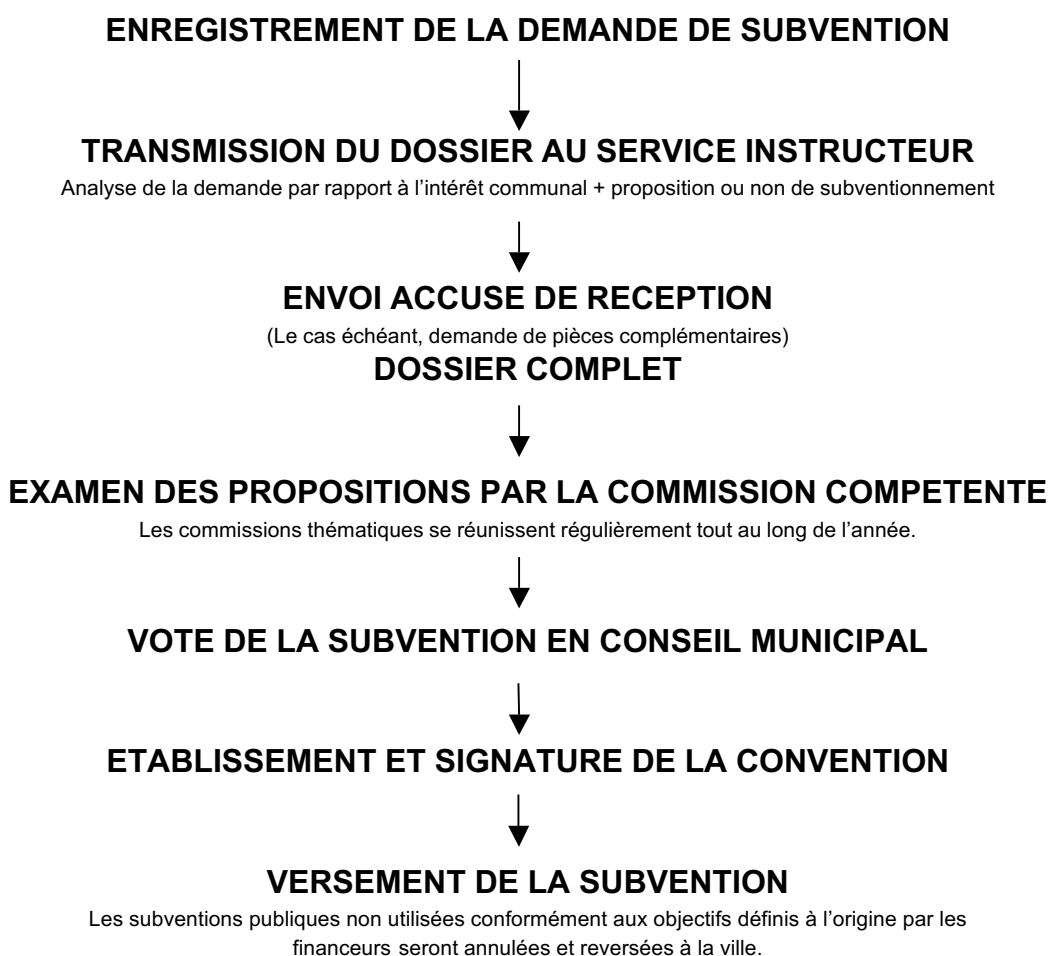 ENREGISTREMENT DE LA DEMANDE DE SUBVENTION
TRANSMISSION DU DOSSIER AU SERVICE INSTRUCTEUR
Analyse de la demande par rapport à l’intérêt communal + proposition ou non de subventionnement
ENVOI ACCUSE DE RECEPTION
(Le cas échéant, demande de pièces complémentaires)
DOSSIER COMPLET
EXAMEN DES PROPOSITIONS PAR LA COMMISSION COMPETENTE
Les commissions thématiques se réunissent régulièrement tout au long de l’année.
VOTE DE LA SUBVENTION EN CONSEIL MUNICIPAL
ETABLISSEMENT ET SIGNATURE DE LA CONVENTION
VERSEMENT DE LA SUBVENTION
Les subventions publiques non utilisées conformément aux objectifs définis à l’origine par les
financeurs seront annulées et reversées à la ville.